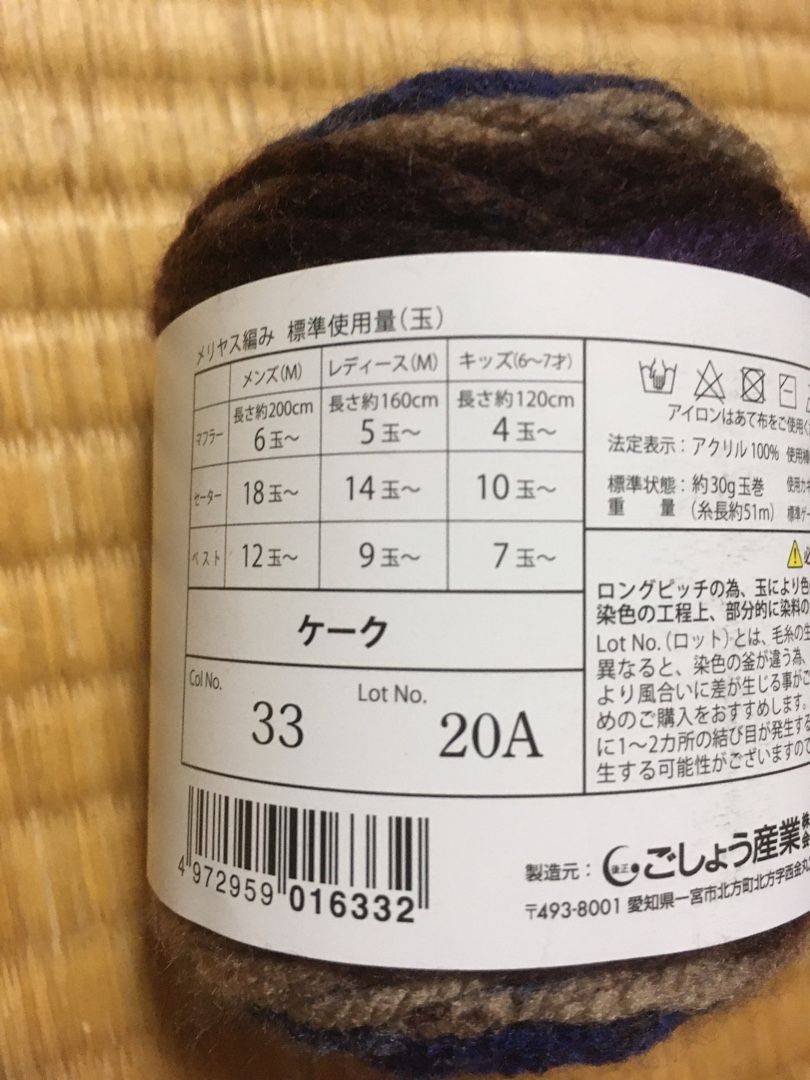 メリヤス編み 標準使用量(玉)
メンズ(M) レディース(M) キッズ(6〜7才)
マフラー 長さ約200cm 6玉〜 長さ約160cm 5玉〜 長さ約120cm 4玉〜
セーター 18玉〜 14玉〜 10玉〜
ベスト 12玉〜 9玉〜 7玉〜
ケーク
Col No. 33 Lot No. 20A
4 972959 016332
アイロンはあて布をご使用く
法定表示:アクリル100%
標準状態:約30g玉巻
重 量 (糸長約51m)
ロングピッチの為、玉により色
染色の工程上、部分的に染料の
Lot No.(ロット)とは、毛糸の生
異なると、染色の釜が違う為、
より風合いに差が生じる事がご
めのご購入をおすすめします。
に1〜2カ所の結び目が発生する
生する可能性がございますので
製造元: ごしょう産業
〒493-8001 愛知県一宮市北方町北方字西金丸